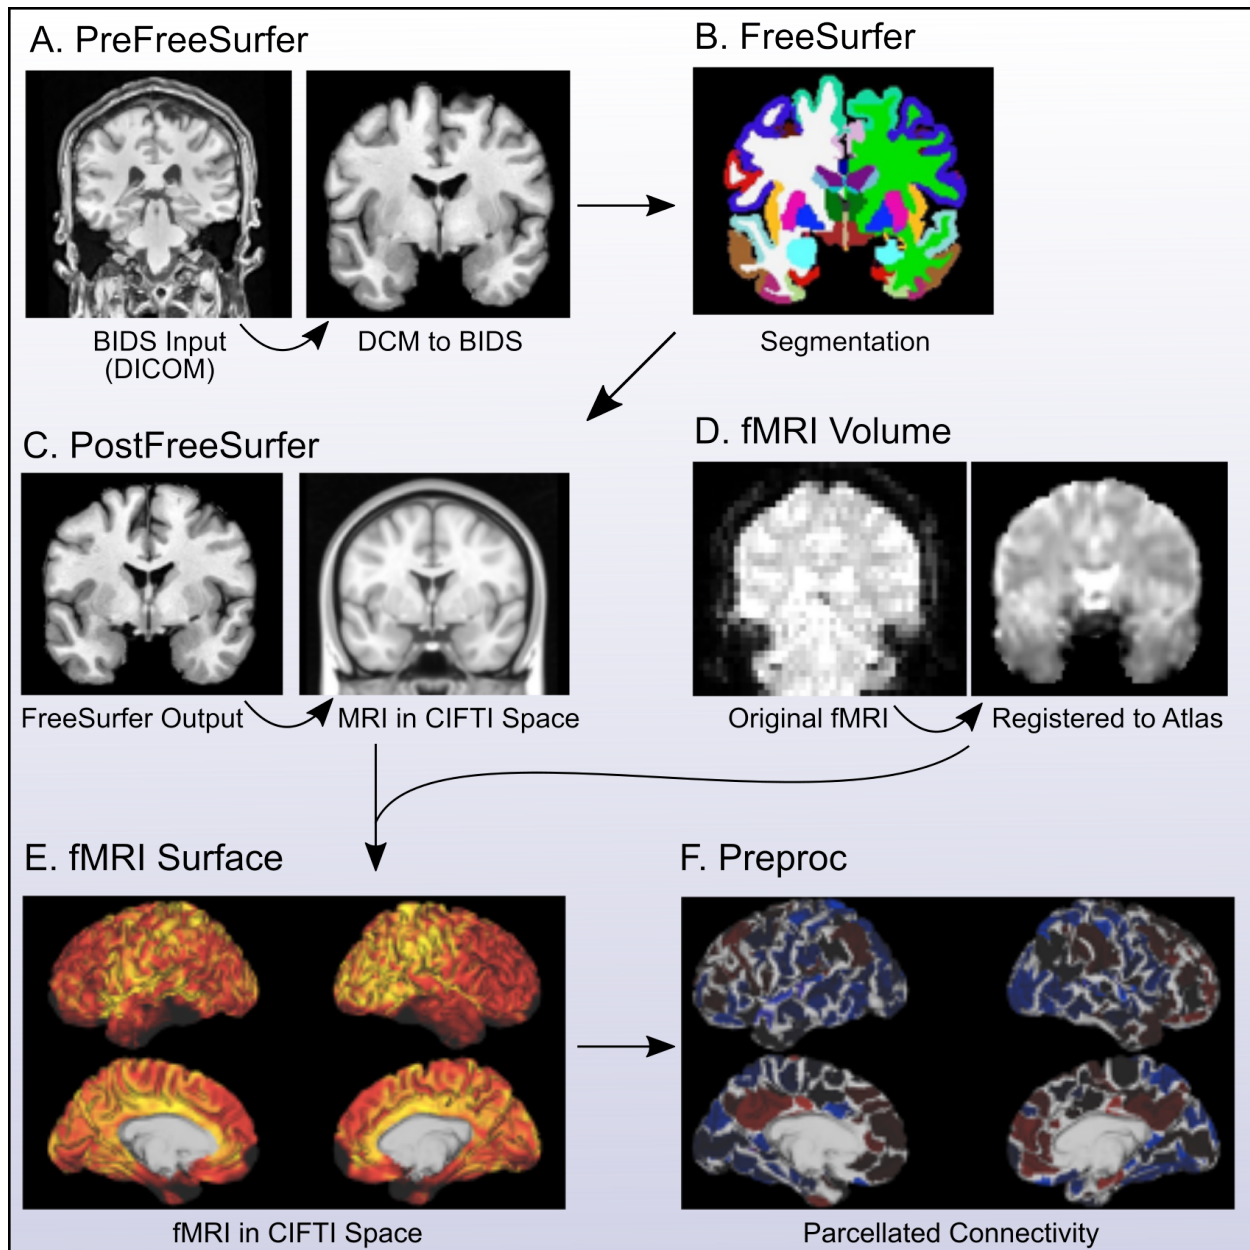 A. PreFreeSurfer
B. FreeSurfer
BIDS Input
(DICOM)
DCM to BIDS
Segmentation
C. PostFreeSurfer
D. fMRI Volume
FreeSurfer Output
MRI in CIFTI Space
Original fMRI
Registered to Atlas
E. fMRI Surface
F. Preproc
fMRI in CIFTI Space
Parcellated Connectivity